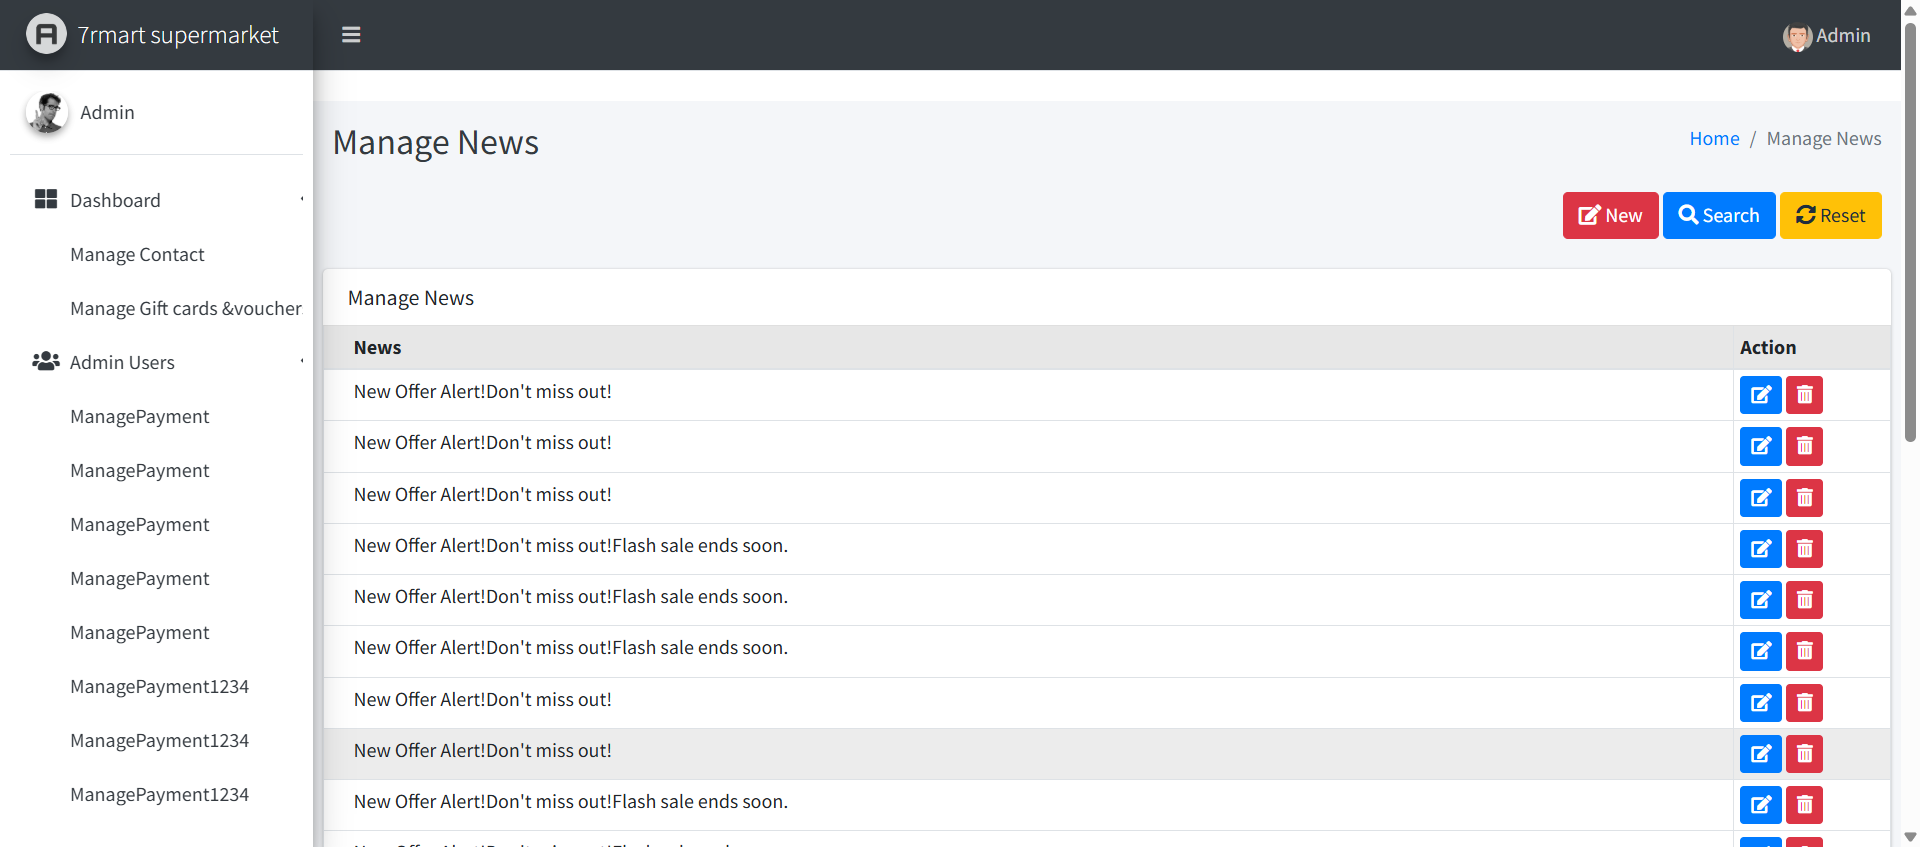 7rmart supermarket
Admin
Admin
Manage News
Home / Manage News
Dashboard
New Search Reset
Manage Contact
Manage Gift cards &voucher
Admin Users
ManagePayment
ManagePayment
ManagePayment
ManagePayment
ManagePayment
ManagePayment1234
ManagePayment1234
ManagePayment1234
Manage News
News Action
New Offer Alert!Don't miss out!
New Offer Alert!Don't miss out!
New Offer Alert!Don't miss out!
New Offer Alert!Don't miss out!Flash sale ends soon.
New Offer Alert!Don't miss out!Flash sale ends soon.
New Offer Alert!Don't miss out!Flash sale ends soon.
New Offer Alert!Don't miss out!
New Offer Alert!Don't miss out!
New Offer Alert!Don't miss out!Flash sale ends soon.